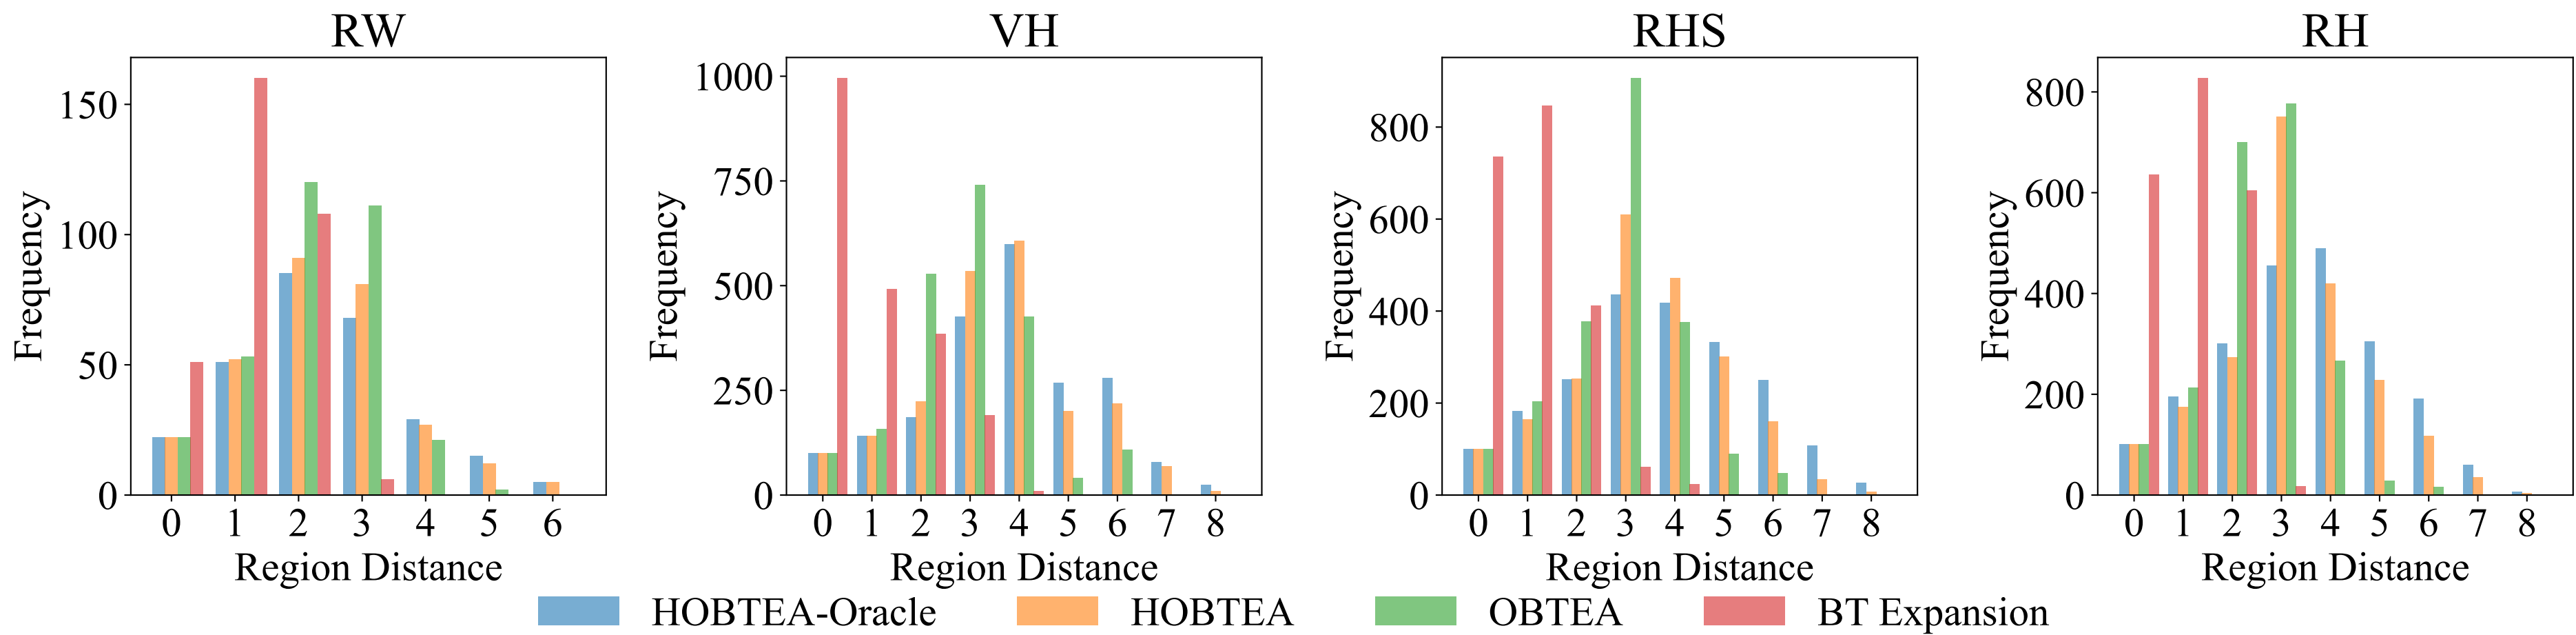 RW
VH
RHS
RH
Frequency
150
100
50
0
0 1 2 3 4 5 6
Region Distance
Frequency
1000
750
500
250
0
0 1 2 3 4 5 6 7 8
Region Distance
Frequency
800
600
400
200
0
0 1 2 3 4 5 6 7 8
Region Distance
Frequency
800
600
400
200
0
0 1 2 3 4 5 6 7 8
Region Distance
HOBTEA-Oracle HOBTEA OBTEA BT Expansion